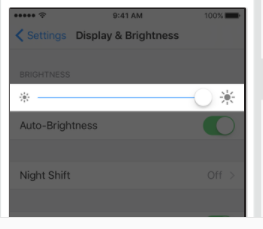 9:41 AM 100%
Settings Display & Brightness
BRIGHTNESS
Auto-Brightness
Night Shift Off